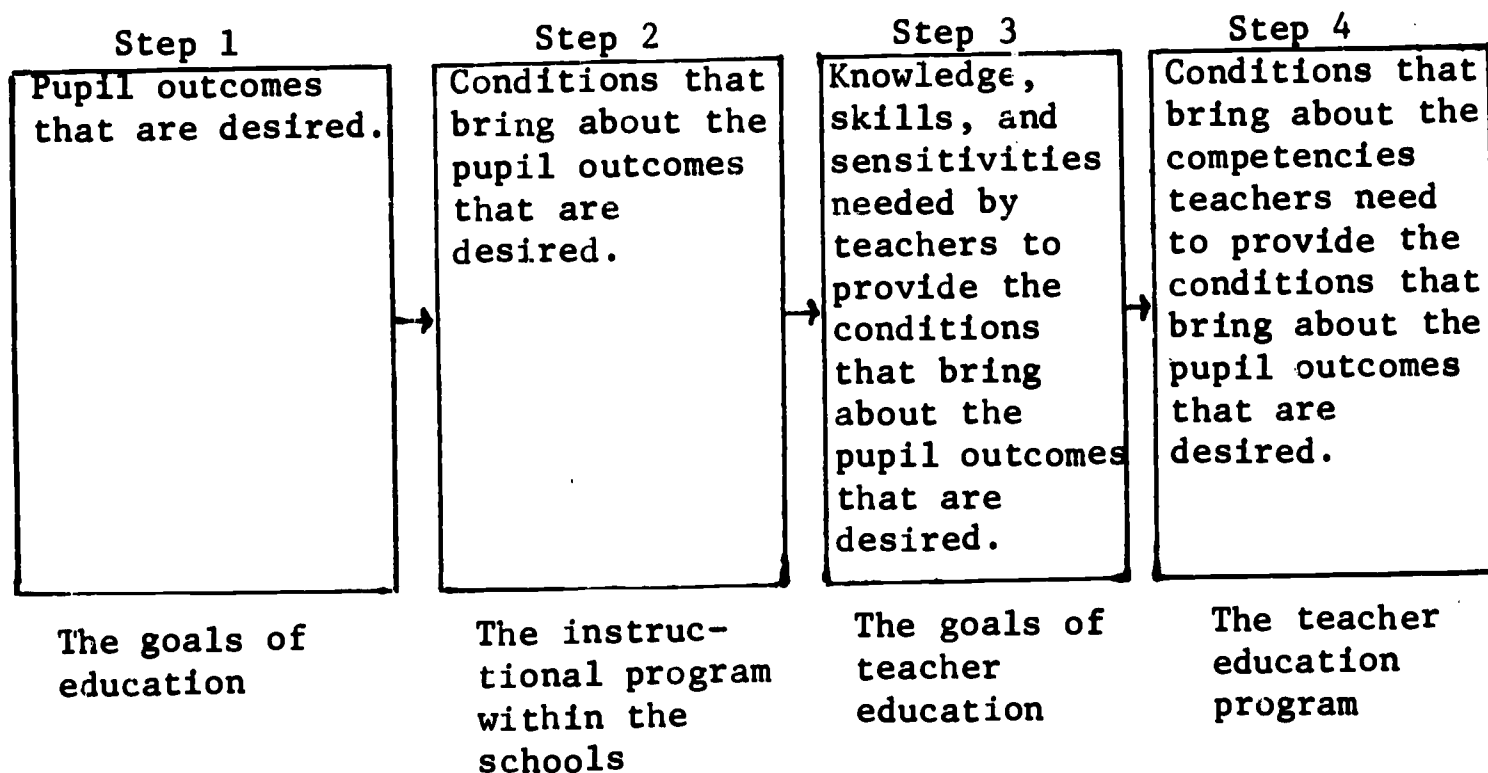 Step 1
Pupil outcomes
that are desired.
The goals of
education
Step 2
Conditions that
bring about the
pupil outcomes
that are
desired.
The instruc-
tional program
within the
schools
Step 3
Knowledge,
skills, and
sensitivities
needed by
teachers to
provide the
conditions
that bring
about the
pupil outcomes
that are
desired.
The goals of
teacher
education
Step 4
Conditions that
bring about the
competencies
teachers need
to provide the
conditions that
bring about the
pupil outcomes
that are
desired.
The teacher
education
program